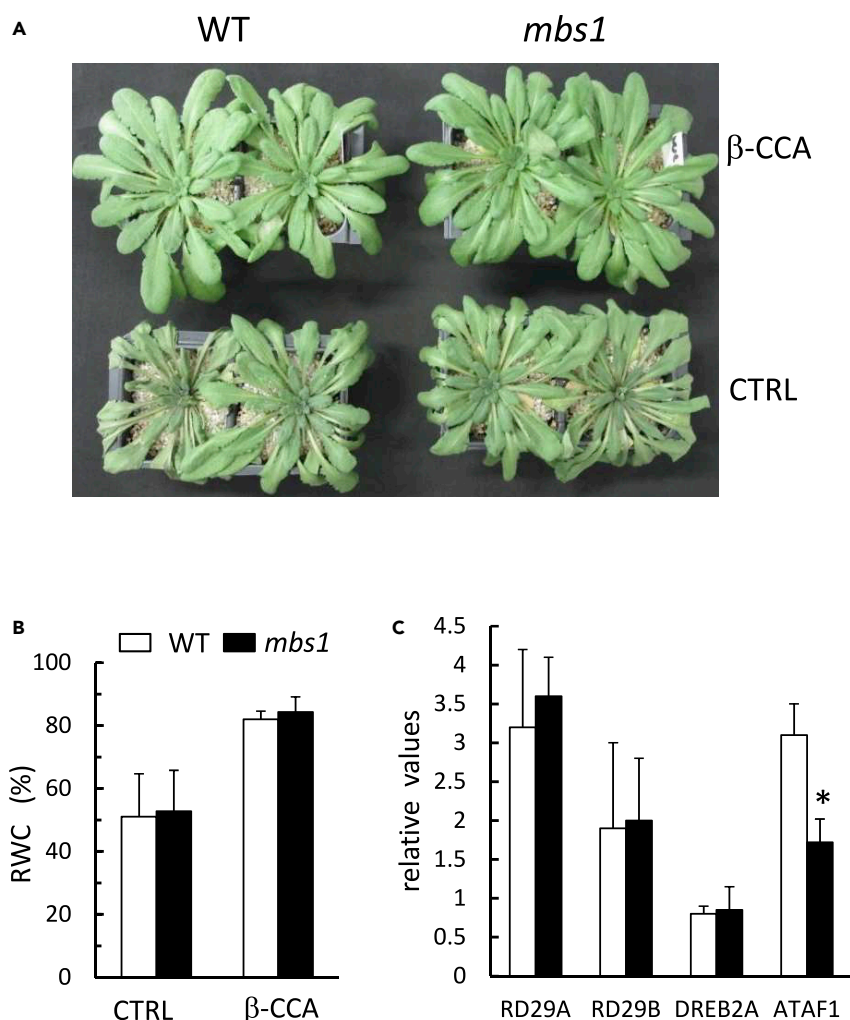 A
WT mbs1
β-CCA
CTRL
B
WT mbs1
100
80
60
40
20
0
RWC (%)
CTRL β-CCA
C
4.5
4
3.5
3
2.5
2
1.5
1
0.5
0
relative values
*
RD29A RD29B DREB2A ATAF1